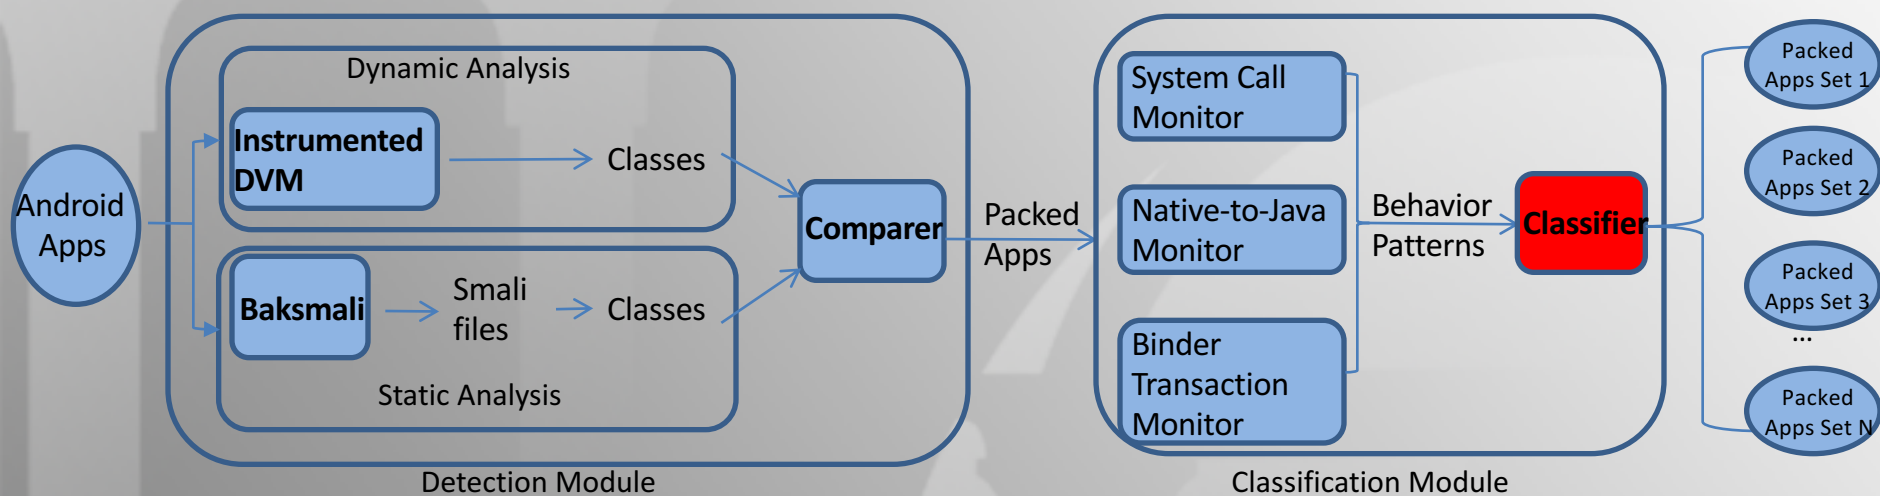 Dynamic Analysis
Instrumented
DVM
Classes
Android
Apps
Baksmali
Smali
files
Classes
Static Analysis
Comparer
Detection Module
Packed
Apps
System Call
Monitor
Native-to-Java
Monitor
Binder
Transaction
Monitor
Behavior
Patterns
Classifier
Classification Module
Packed
Apps Set 1
Packed
Apps Set 2
Packed
Apps Set 3
...
Packed
Apps Set N